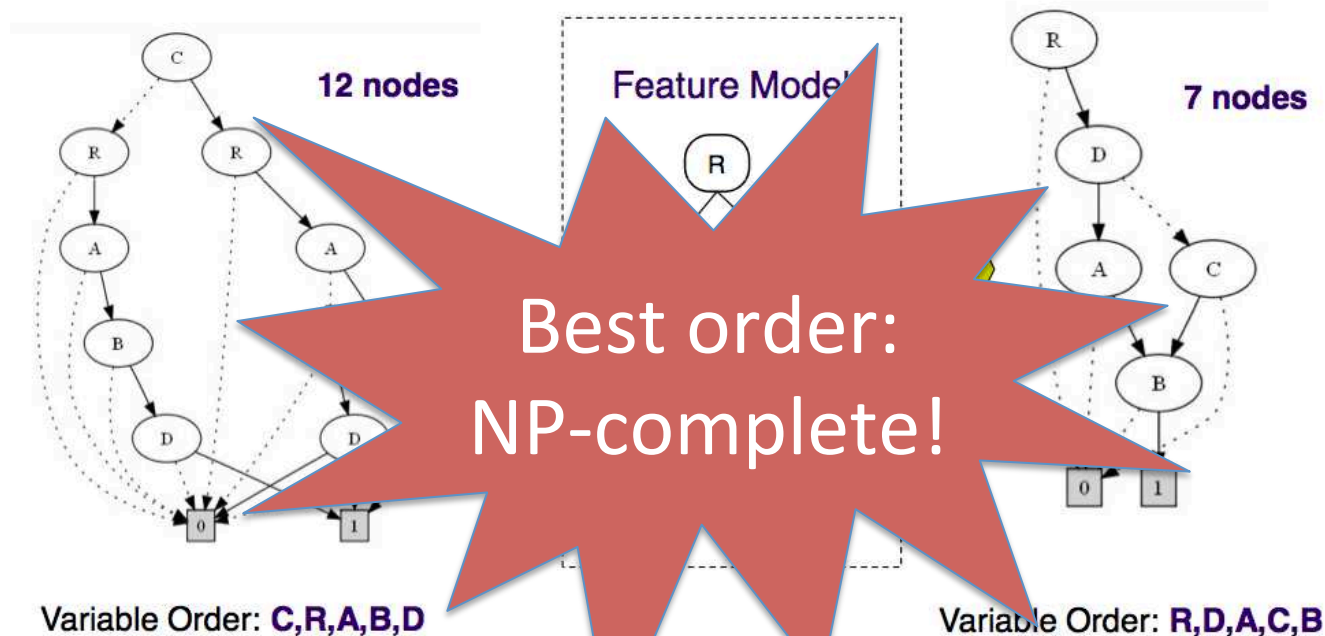 C
12 nodes
R
R
A
A
B
D
D
0
1
Variable Order: C,R,A,B,D
Feature Model
R
Best order:
NP-complete!
R
7 nodes
D
A
C
B
0
1
Variable Order: R,D,A,C,B